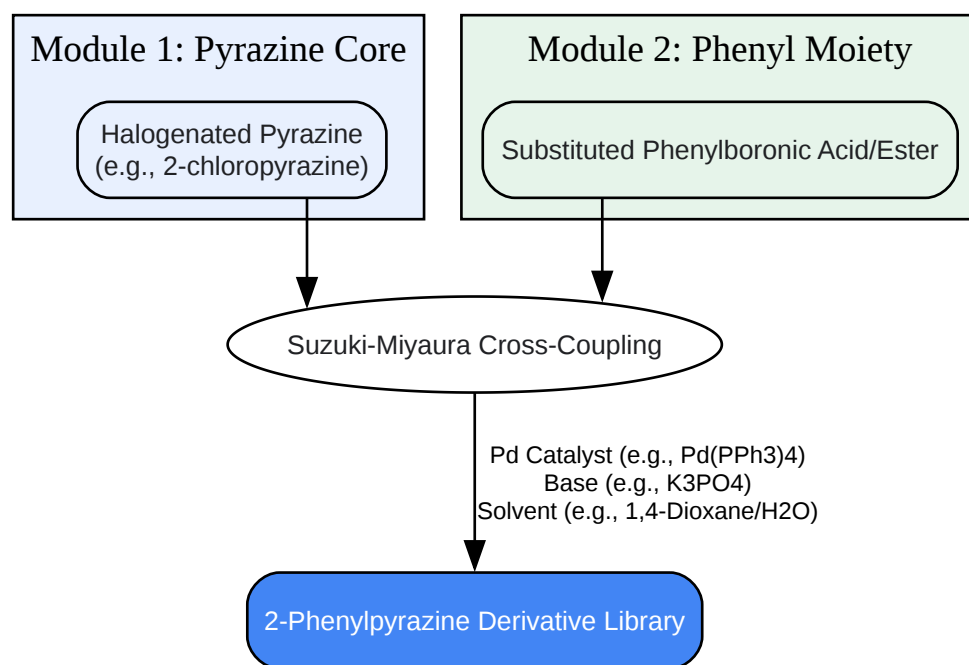 Module 1: Pyrazine Core
Halogenated Pyrazine
(e.g., 2-chloropyrazine)
Module 2: Phenyl Moiety
Substituted Phenylboronic Acid/Ester
Suzuki-Miyaura Cross-Coupling
Pd Catalyst (e.g., Pd(PPh3)4)
Base (e.g., K3PO4)
Solvent (e.g., 1,4-Dioxane/H2O)
2-Phenylpyrazine Derivative Library